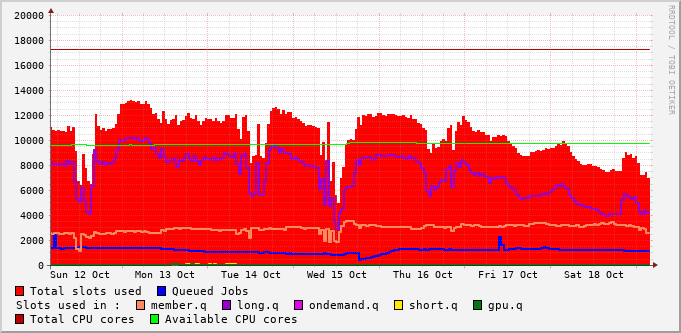 20000
18000
16000
14000
12000
10000
8000
6000
4000
2000
0
Sun 12 Oct Mon 13 Oct Tue 14 Oct Wed 15 Oct Thu 16 Oct Fri 17 Oct Sat 18 Oct
Total slots used Queued Jobs
Slots used in : member.q long.q ondemand.q short.q gpu.q
Total CPU cores Available CPU cores
RRDTOOL / TOBI OETIKER